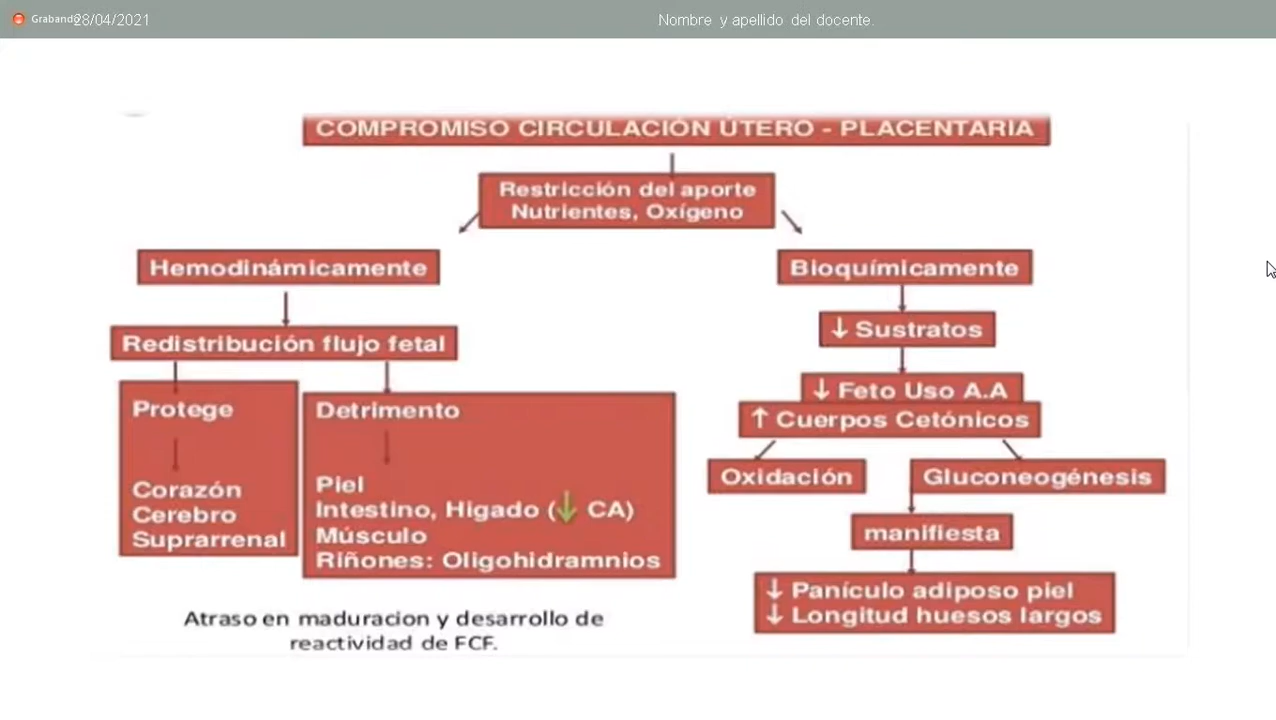 Grabando
28/04/2021
Nombre y apellido del docente.
COMPROMISO CIRCULACIÓN ÚTERO - PLACENTARIA
Restricción del aporte
Nutrientes, Oxígeno
Hemodinámicamente
Redistribución flujo fetal
Protege
Corazón
Cerebro
Suprarrenal
Detrimento
Piel
Intestino, Higado (↓ CA)
Músculo
Riñones: Oligohidramnios
Atraso en maduracion y desarrollo de
reactividad de FCF.
Bioquímicamente
↓ Sustratos
↓ Feto Uso A.A
↑ Cuerpos Cetónicos
Oxidación
Gluconeogénesis
manifiesta
↓ Panículo adiposo piel
↓ Longitud huesos largos